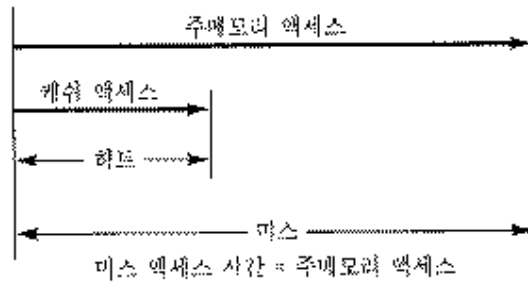 주메모리 액세스
캐쉬 액세스
히트
미스
미스 액세스 시간 = 주메모리 액세스